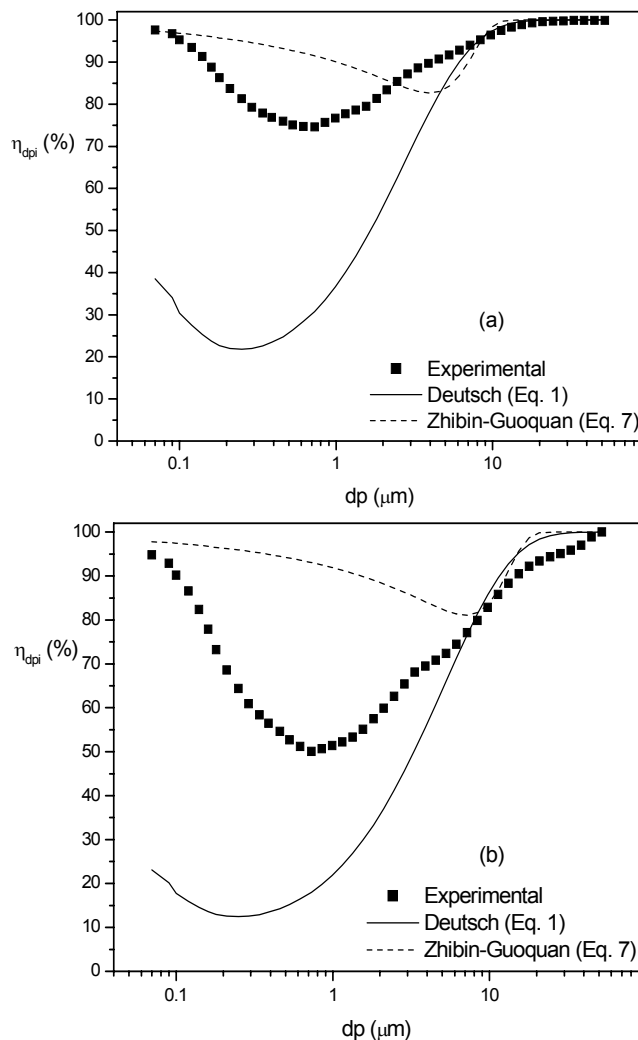 100
90
80
70
60
50
40
30
20
10
0
η_dpi (%)
(a)
Experimental
Deutsch (Eq. 1)
Zhibin-Guoquan (Eq. 7)
0.1
1
10
dp (μm)
100
90
80
70
60
50
40
30
20
10
0
η_dpi (%)
(b)
Experimental
Deutsch (Eq. 1)
Zhibin-Guoquan (Eq. 7)
0.1
1
10
dp (μm)